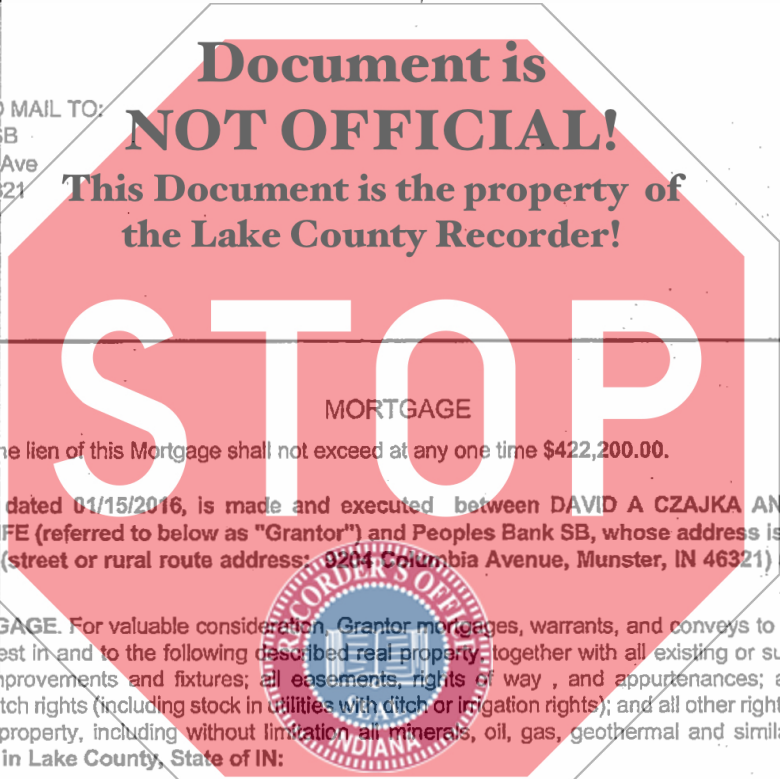 Document is
NOT OFFICIAL!
This Document is the property of
the Lake County Recorder!
MAIL TO:
SB
Ave
321
STOP
MORTGAGE
lien of this Mortgage shall not exceed at any one time $422,200.00.
dated 01/15/2016, is made and executed between DAVID A CZAJKA AN
IFE (referred to below as "Grantor") and Peoples Bank SB, whose address is
(street or rural route address: 9204 Columbia Avenue, Munster, IN 46321)
RECORDER'S OFFI
GAGE. For valuable consideration, Grantor mortgages, warrants, and conveys to
est in and to the following described real property, together with all existing or su
provements and fixtures; all easements, rights of way , and appurtenances; a
tch rights (including stock in utilities with ditch or irrigation rights); and all other right
property, including without limitation all minerals, oil, gas, geothermal and simila
in Lake County, State of IN:
INDIANA